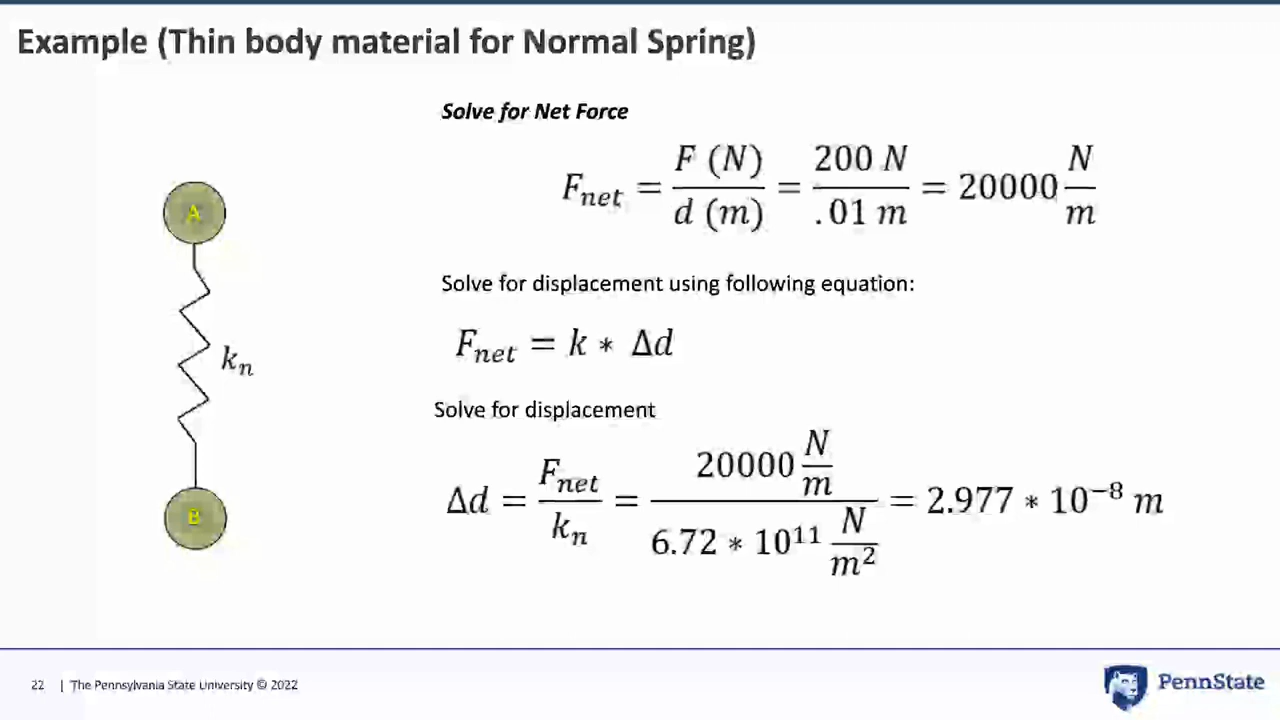 Example (Thin body material for Normal Spring)
Solve for Net Force
F_net = F (N) / d (m) = 200 N / .01 m = 20000 N/m
A
Solve for displacement using following equation:
F_net = k * Δd
k_n
Solve for displacement
Δd = F_net / k_n = 20000 N/m / 6.72 * 10^11 N/m^2 = 2.977 * 10^−8 m
B
22 | The Pennsylvania State University © 2022
PennState